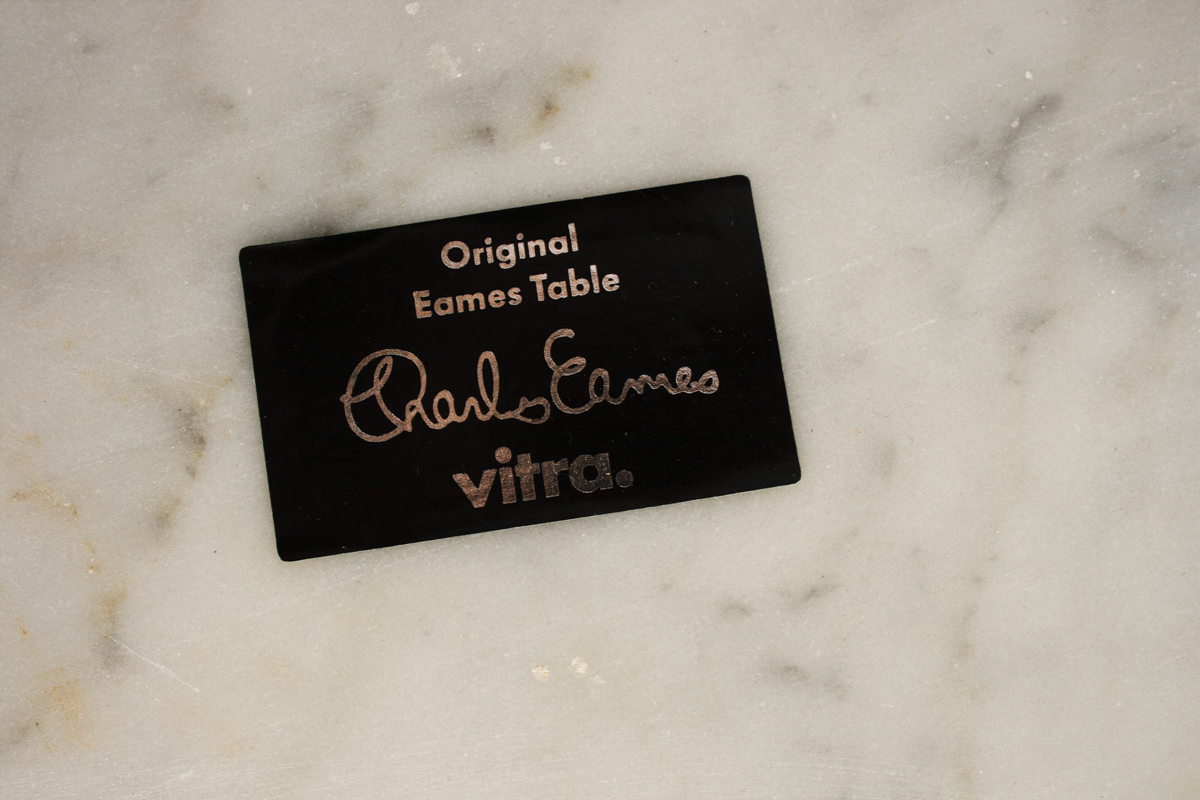 Original
Eames Table
Charles Eames
vitra.